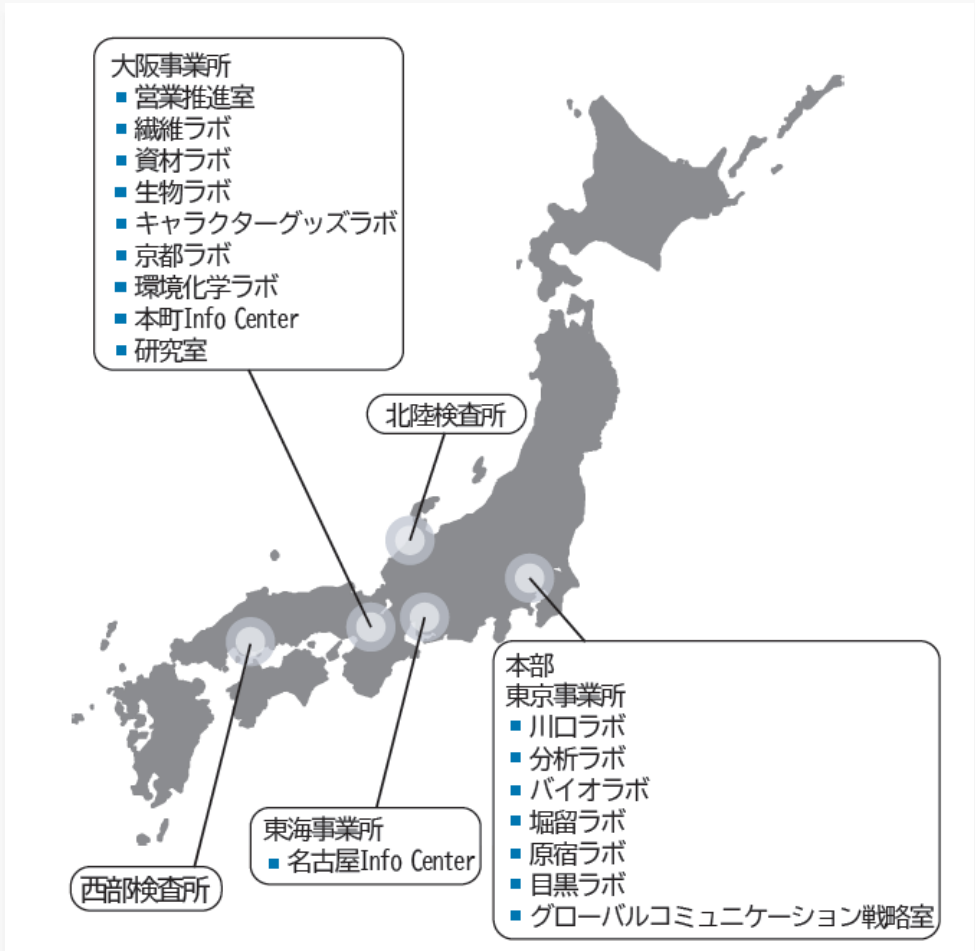 大阪事業所
営業推進室
繊維ラボ
資材ラボ
生物ラボ
キャラクターグッズラボ
京都ラボ
環境化学ラボ
本町Info Center
研究室
北陸検査所
本部
東京事業所
川口ラボ
分析ラボ
バイオラボ
堀留ラボ
原宿ラボ
目黒ラボ
グローバルコミュニケーション戦略室
東海事業所
名古屋Info Center
西部検査所